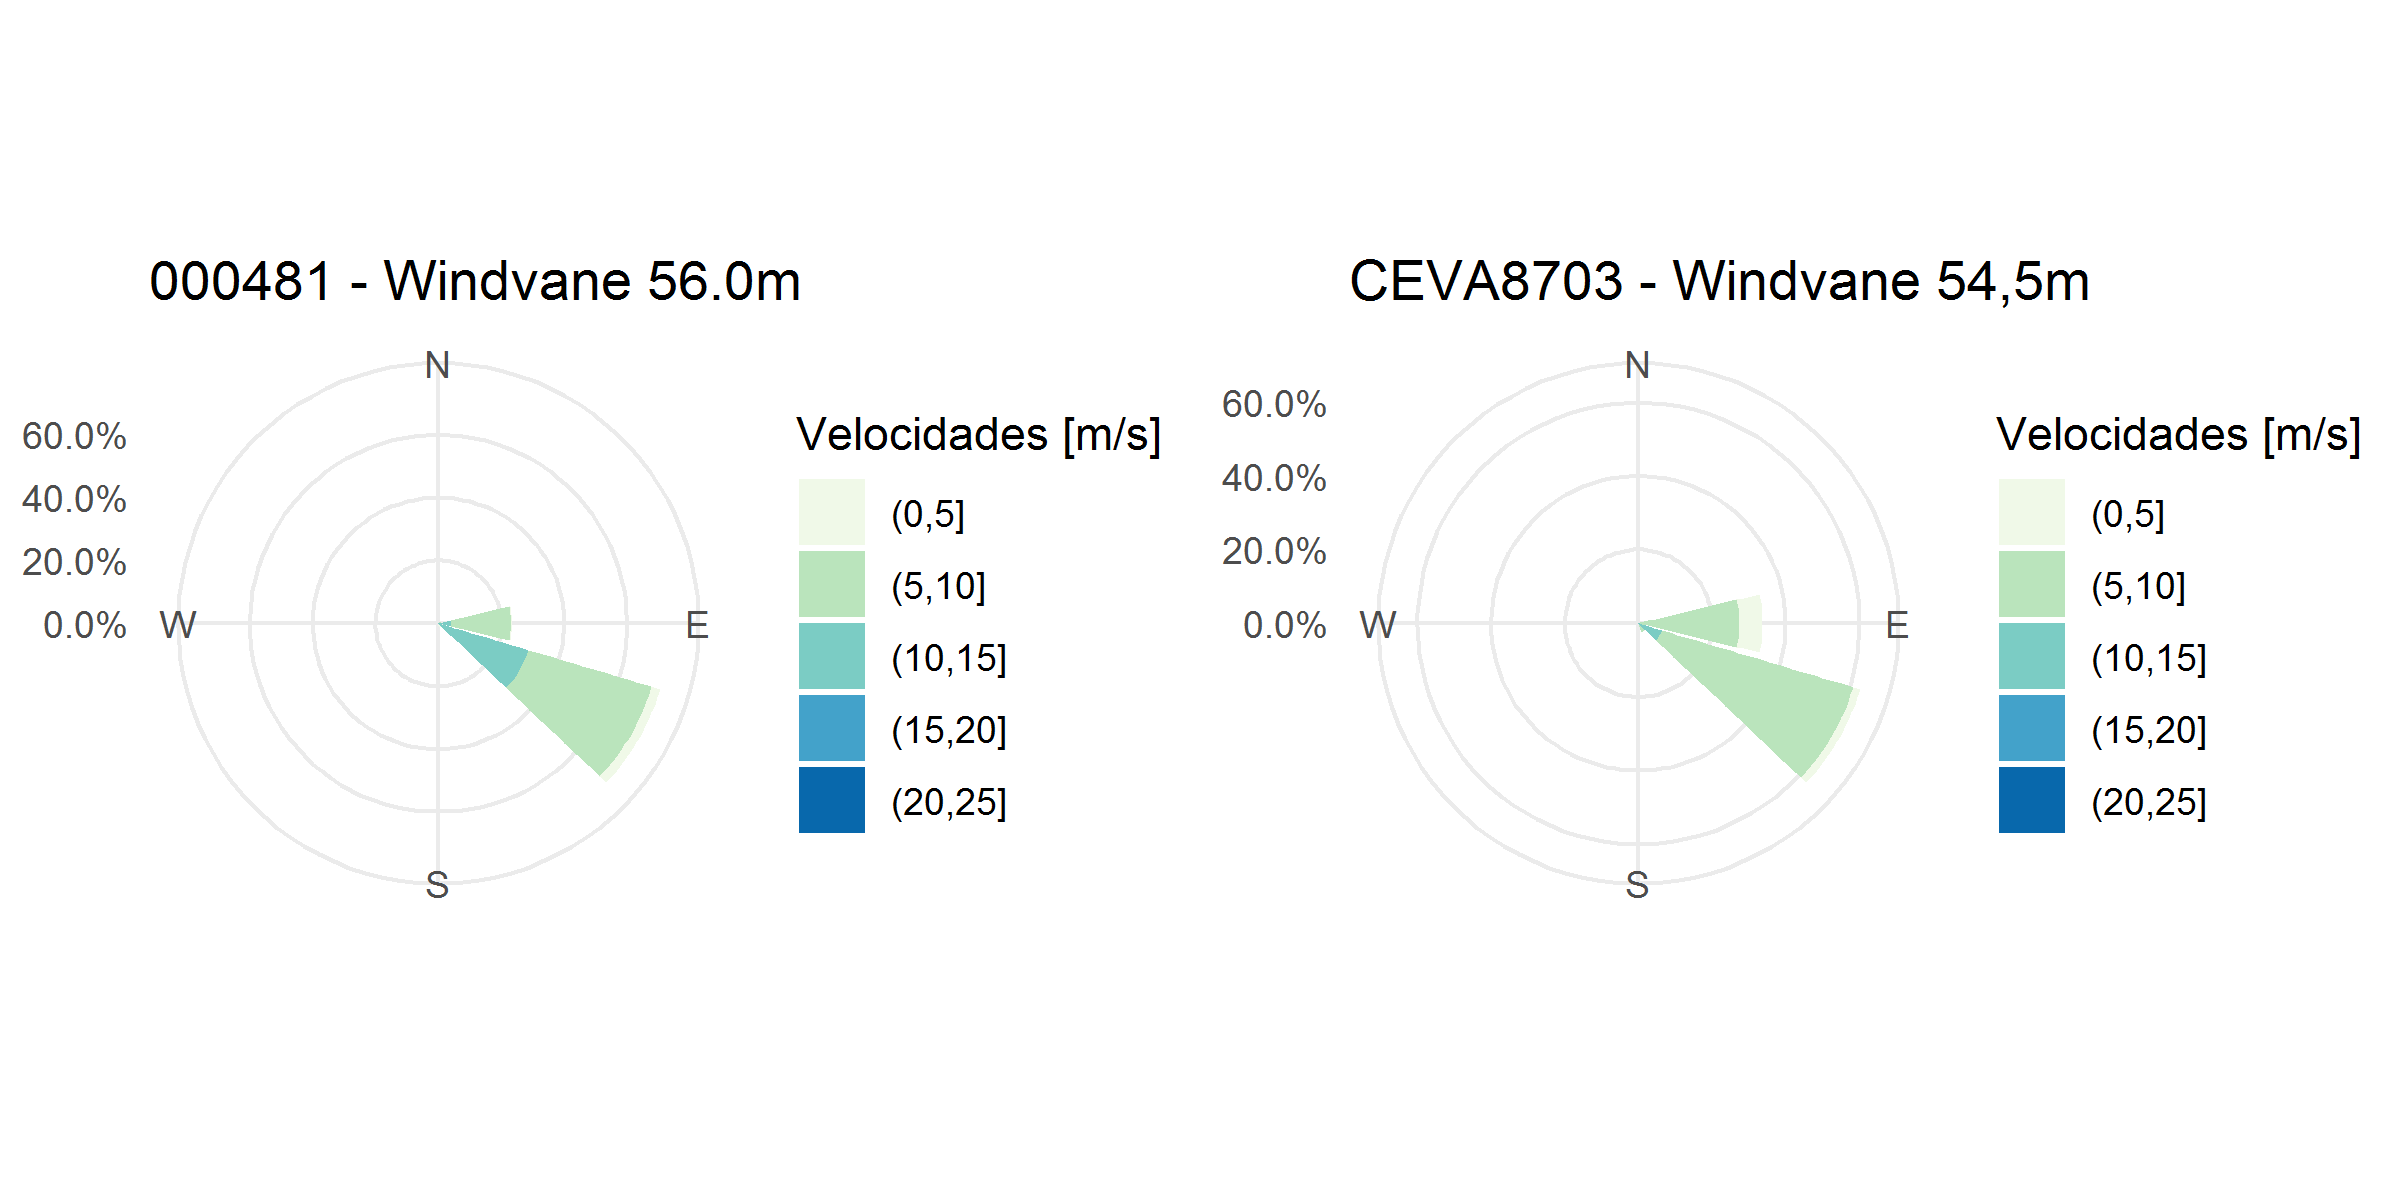 000481 - Windvane 56.0m
N
60.0%
40.0%
20.0%
0.0%
W
E
S
Velocidades [m/s]
(0,5]
(5,10]
(10,15]
(15,20]
(20,25]
CEVA8703 - Windvane 54,5m
N
60.0%
40.0%
20.0%
0.0%
W
E
S
Velocidades [m/s]
(0,5]
(5,10]
(10,15]
(15,20]
(20,25]